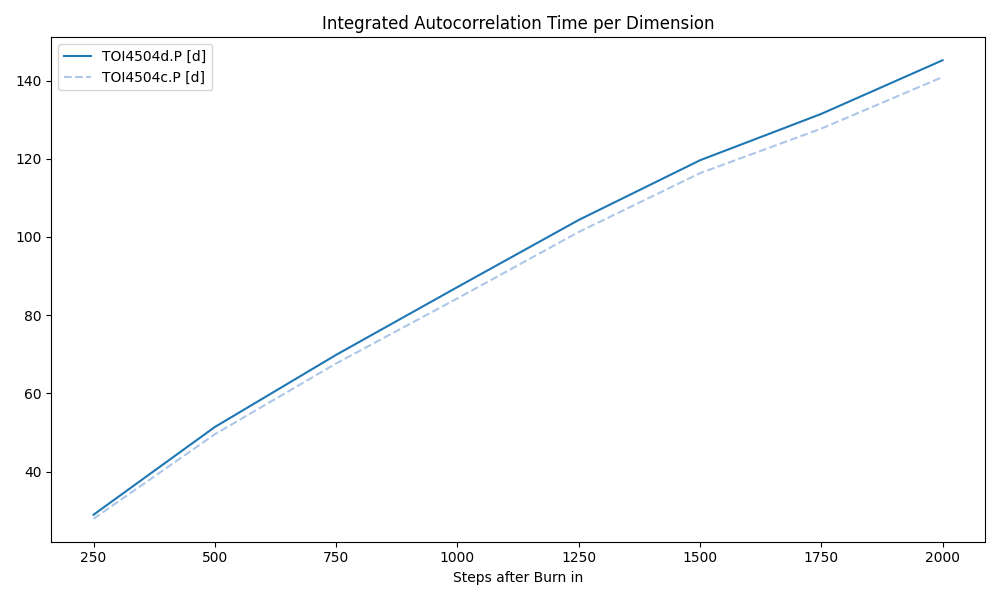 Integrated Autocorrelation Time per Dimension
TOI4504d.P [d]
TOI4504c.P [d]
140
120
100
80
60
40
250 500 750 1000 1250 1500 1750 2000
Steps after Burn in